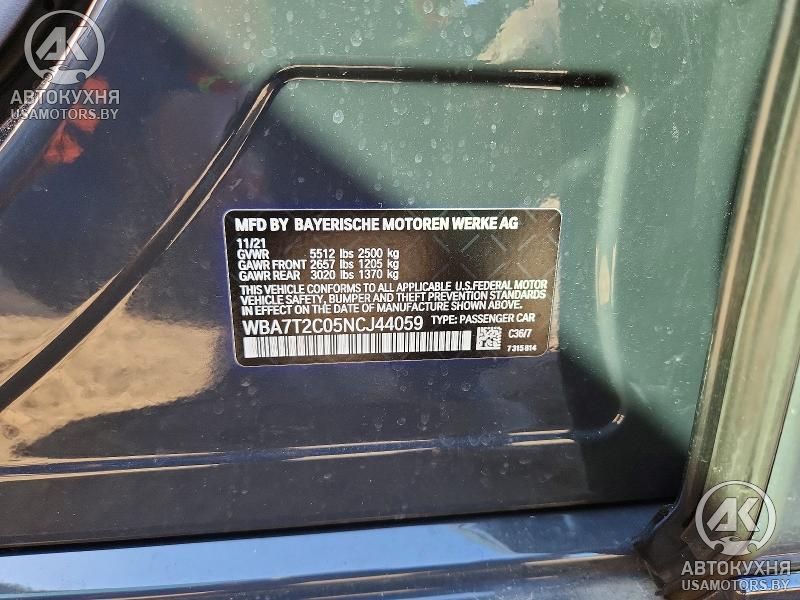 АК
АВТОКУХНЯ
USAMOTORS.BY
MFD BY BAYERISCHE MOTOREN WERKE AG
11/21
GVWR 5512 lbs 2500 kg
GAWR FRONT 2657 lbs 1205 kg
GAWR REAR 3020 lbs 1370 kg
THIS VEHICLE CONFORMS TO ALL APPLICABLE U.S.FEDERAL MOTOR
VEHICLE SAFETY, BUMPER AND THEFT PREVENTION STANDARDS
IN EFFECT ON THE DATE OF MANUFACTURE SHOWN ABOVE.
WBA7T2C05NCJ44059 TYPE: PASSENGER CAR
C36/7
7 315 814
АК
АВТОКУХНЯ
USAMOTORS.BY